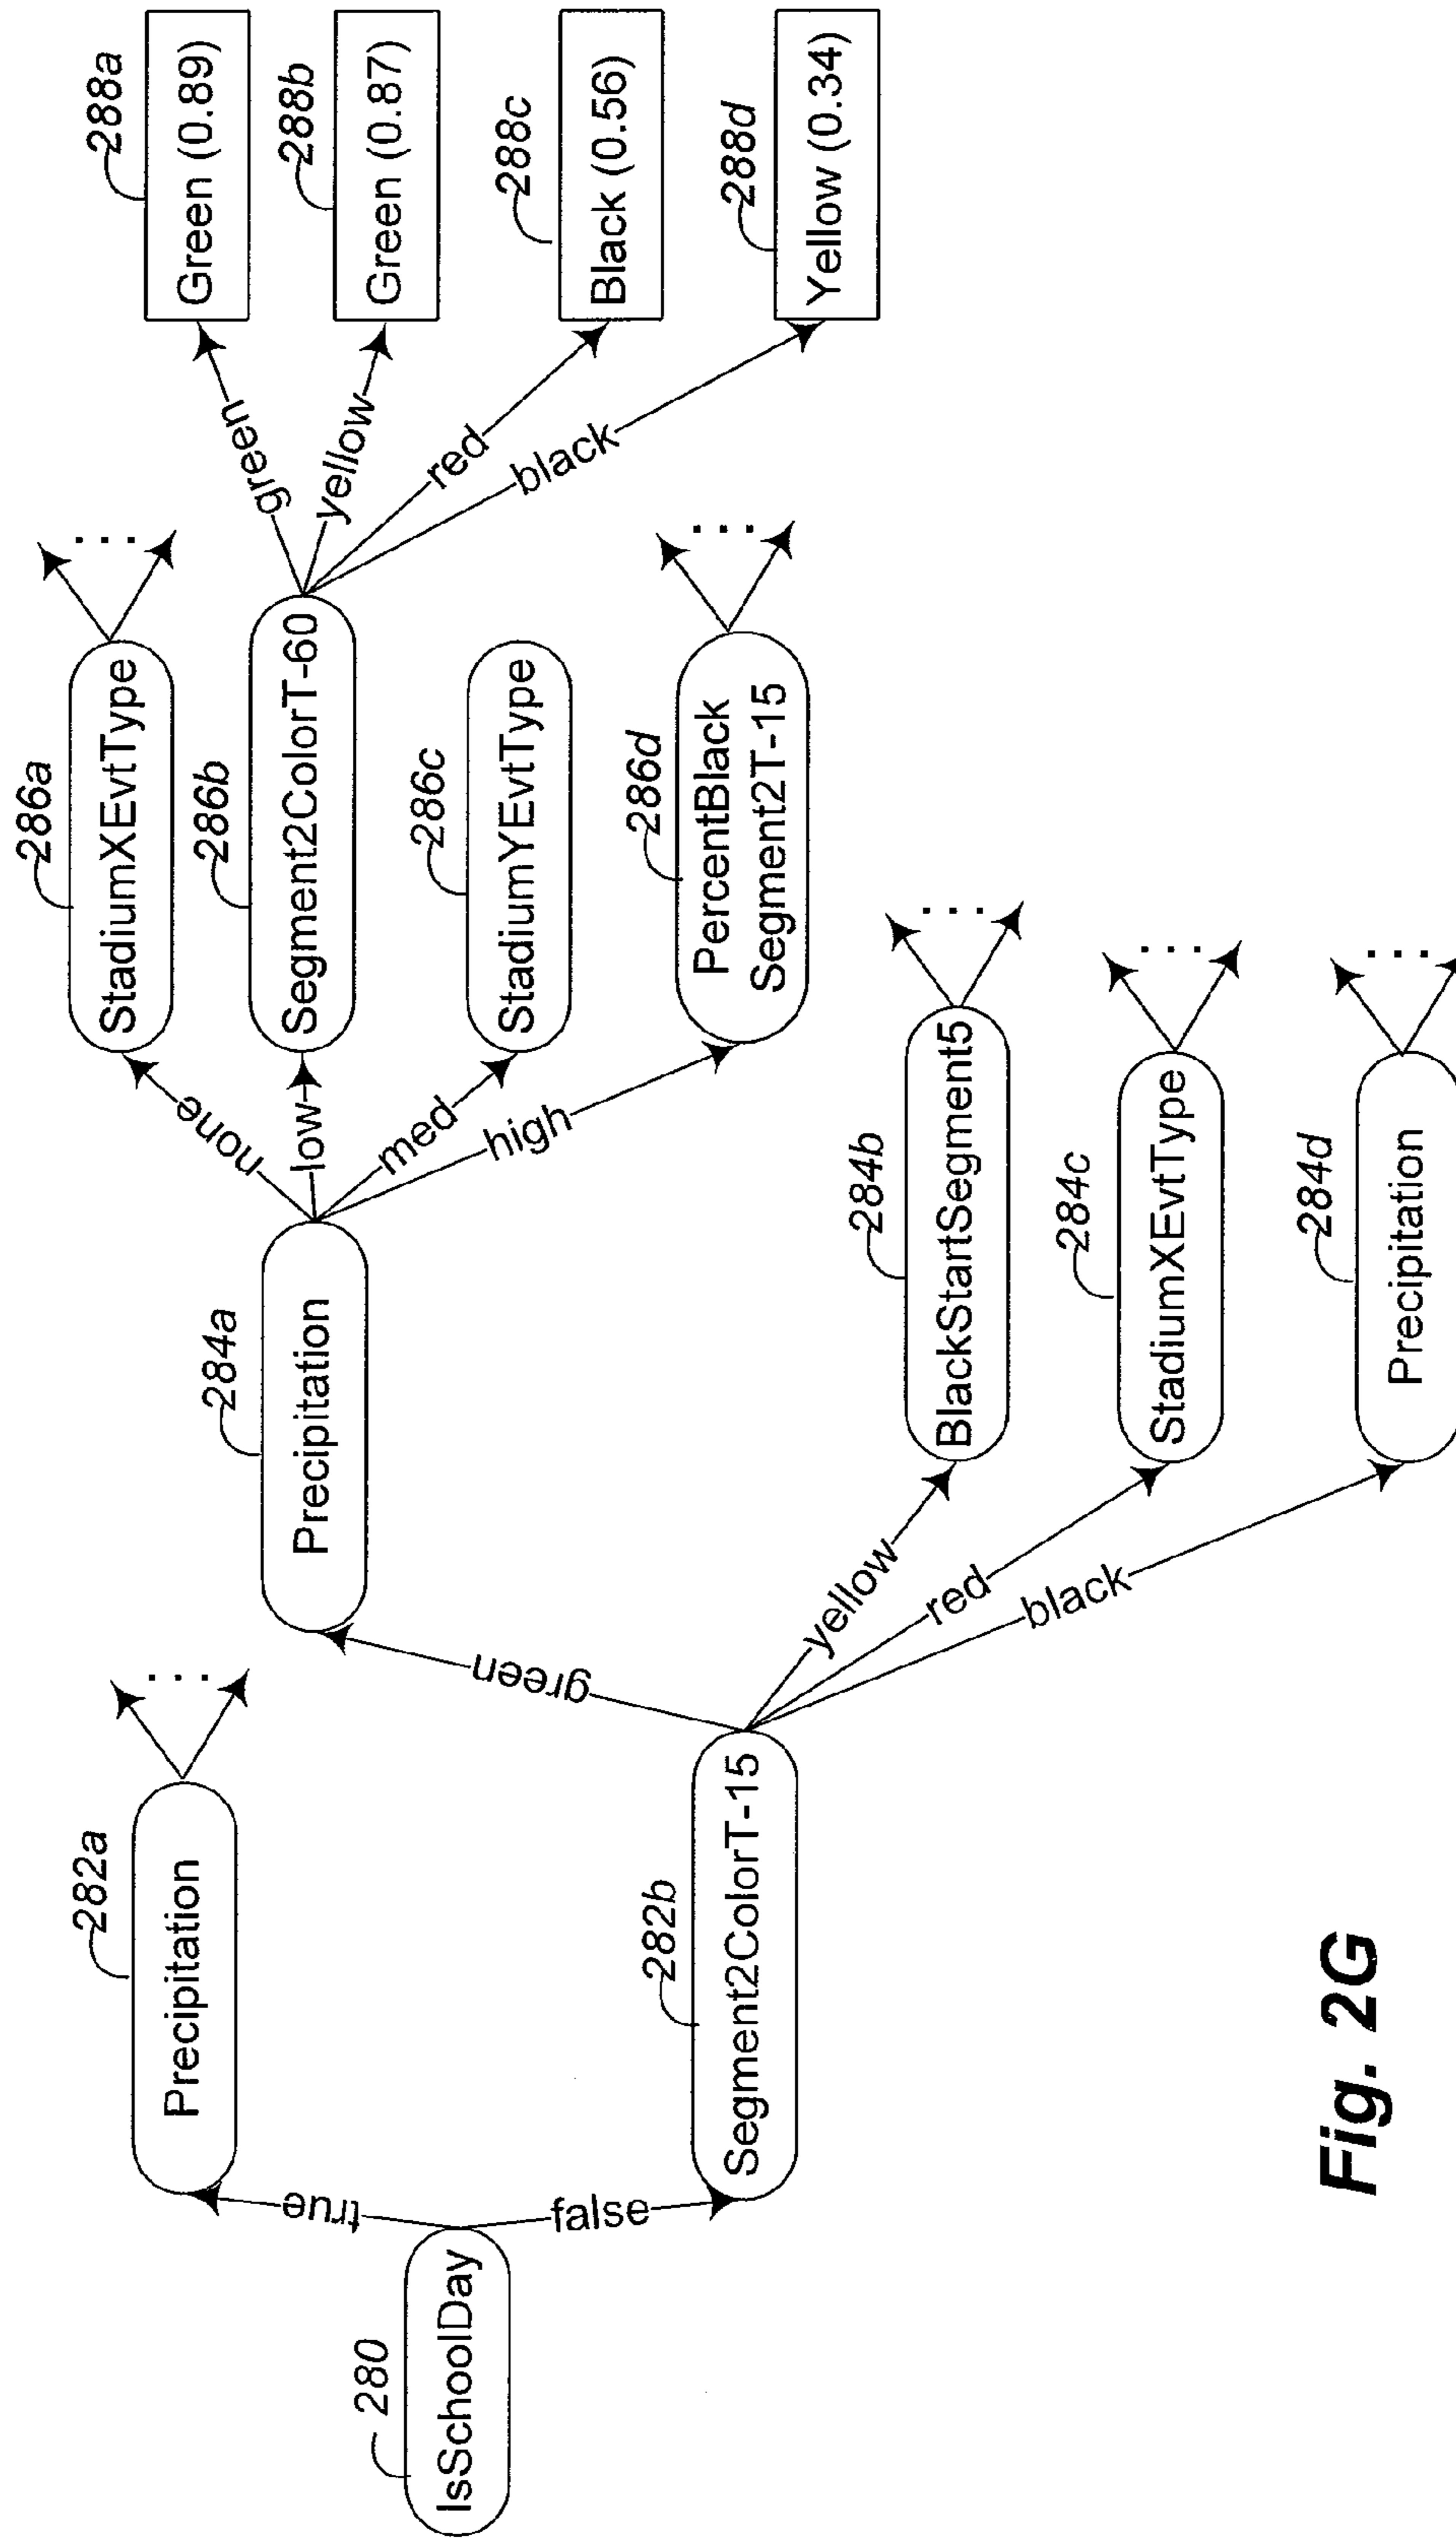 280
IsSchoolDay
true
false
282a
Precipitation
...
282b
Segment2ColorT-15
green
yellow
red
black
284a
Precipitation
none
low
med
high
284b
BlackStartSegment5
...
284c
StadiumXEvtType
...
284d
Precipitation
...
286a
StadiumXEvtType
...
286b
Segment2ColorT-60
286c
StadiumYEvtType
286d
PercentBlack
Segment2T-15
...
green
yellow
red
black
288a
Green (0.89)
288b
Green (0.87)
288c
Black (0.56)
288d
Yellow (0.34)
Fig. 2G